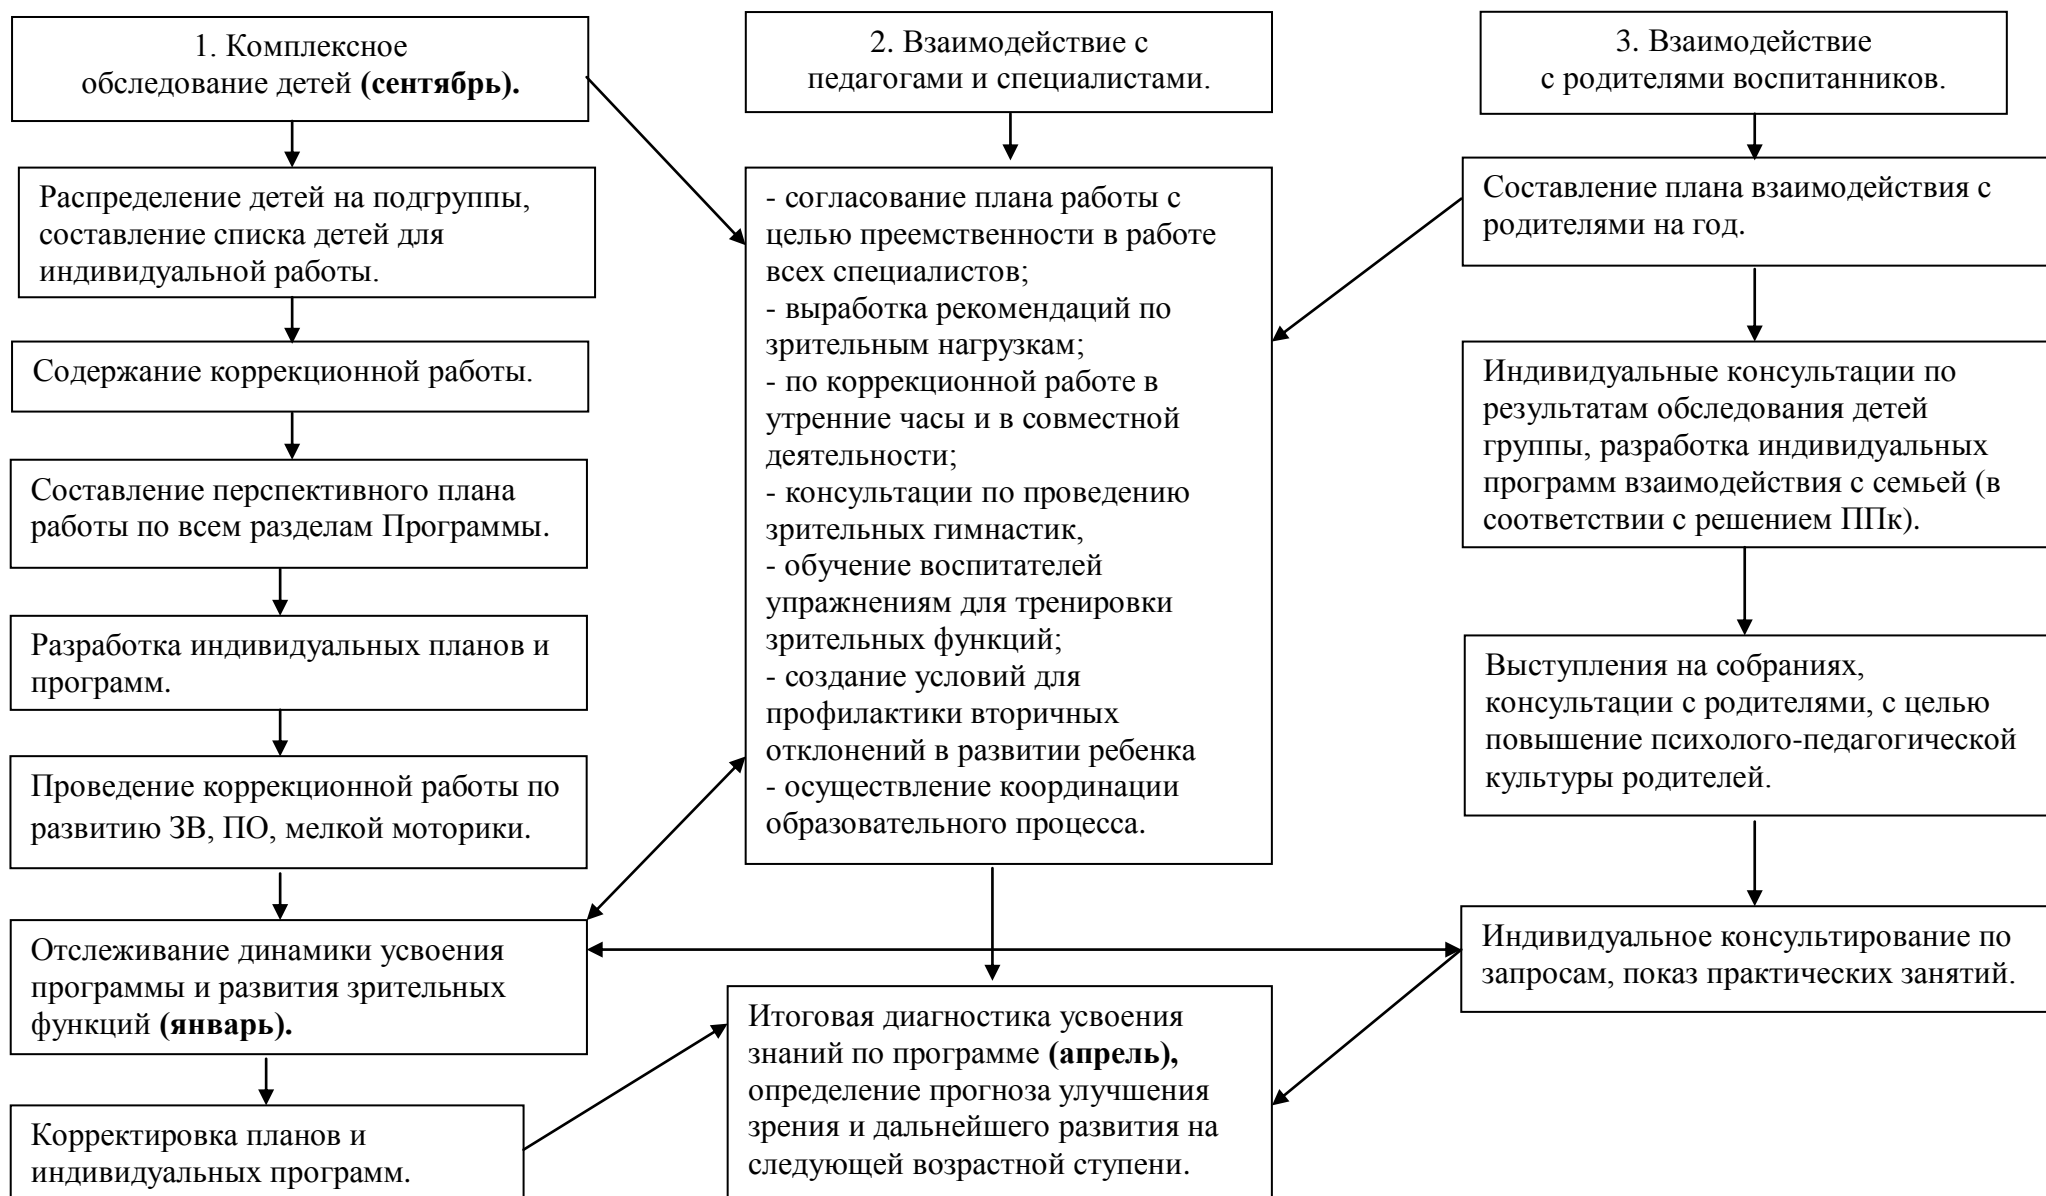 1. Комплексное
обследование детей (сентябрь).
Распределение детей на подгруппы,
составление списка детей для
индивидуальной работы.
Содержание коррекционной работы.
Составление перспективного плана
работы по всем разделам Программы.
Разработка индивидуальных планов и
программ.
Проведение коррекционной работы по
развитию ЗВ, ПО, мелкой моторики.
Отслеживание динамики усвоения
программы и развития зрительных
функций (январь).
Корректировка планов и
индивидуальных программ.
2. Взаимодействие с
педагогами и специалистами.
- согласование плана работы с
целью преемственности в работе
всех специалистов;
- выработка рекомендаций по
зрительным нагрузкам;
- по коррекционной работе в
утренние часы и в совместной
деятельности;
- консультации по проведению
зрительных гимнастик,
- обучение воспитателей
упражнениям для тренировки
зрительных функций;
- создание условий для
профилактики вторичных
отклонений в развитии ребенка
- осуществление координации
образовательного процесса.
Итоговая диагностика усвоения
знаний по программе (апрель),
определение прогноза улучшения
зрения и дальнейшего развития на
следующей возрастной ступени.
3. Взаимодействие
с родителями воспитанников.
Составление плана взаимодействия с
родителями на год.
Индивидуальные консультации по
результатам обследования детей
группы, разработка индивидуальных
программ взаимодействия с семьей (в
соответствии с решением ППк).
Выступления на собраниях,
консультации с родителями, с целью
повышение психолого-педагогической
культуры родителей.
Индивидуальное консультирование по
запросам, показ практических занятий.